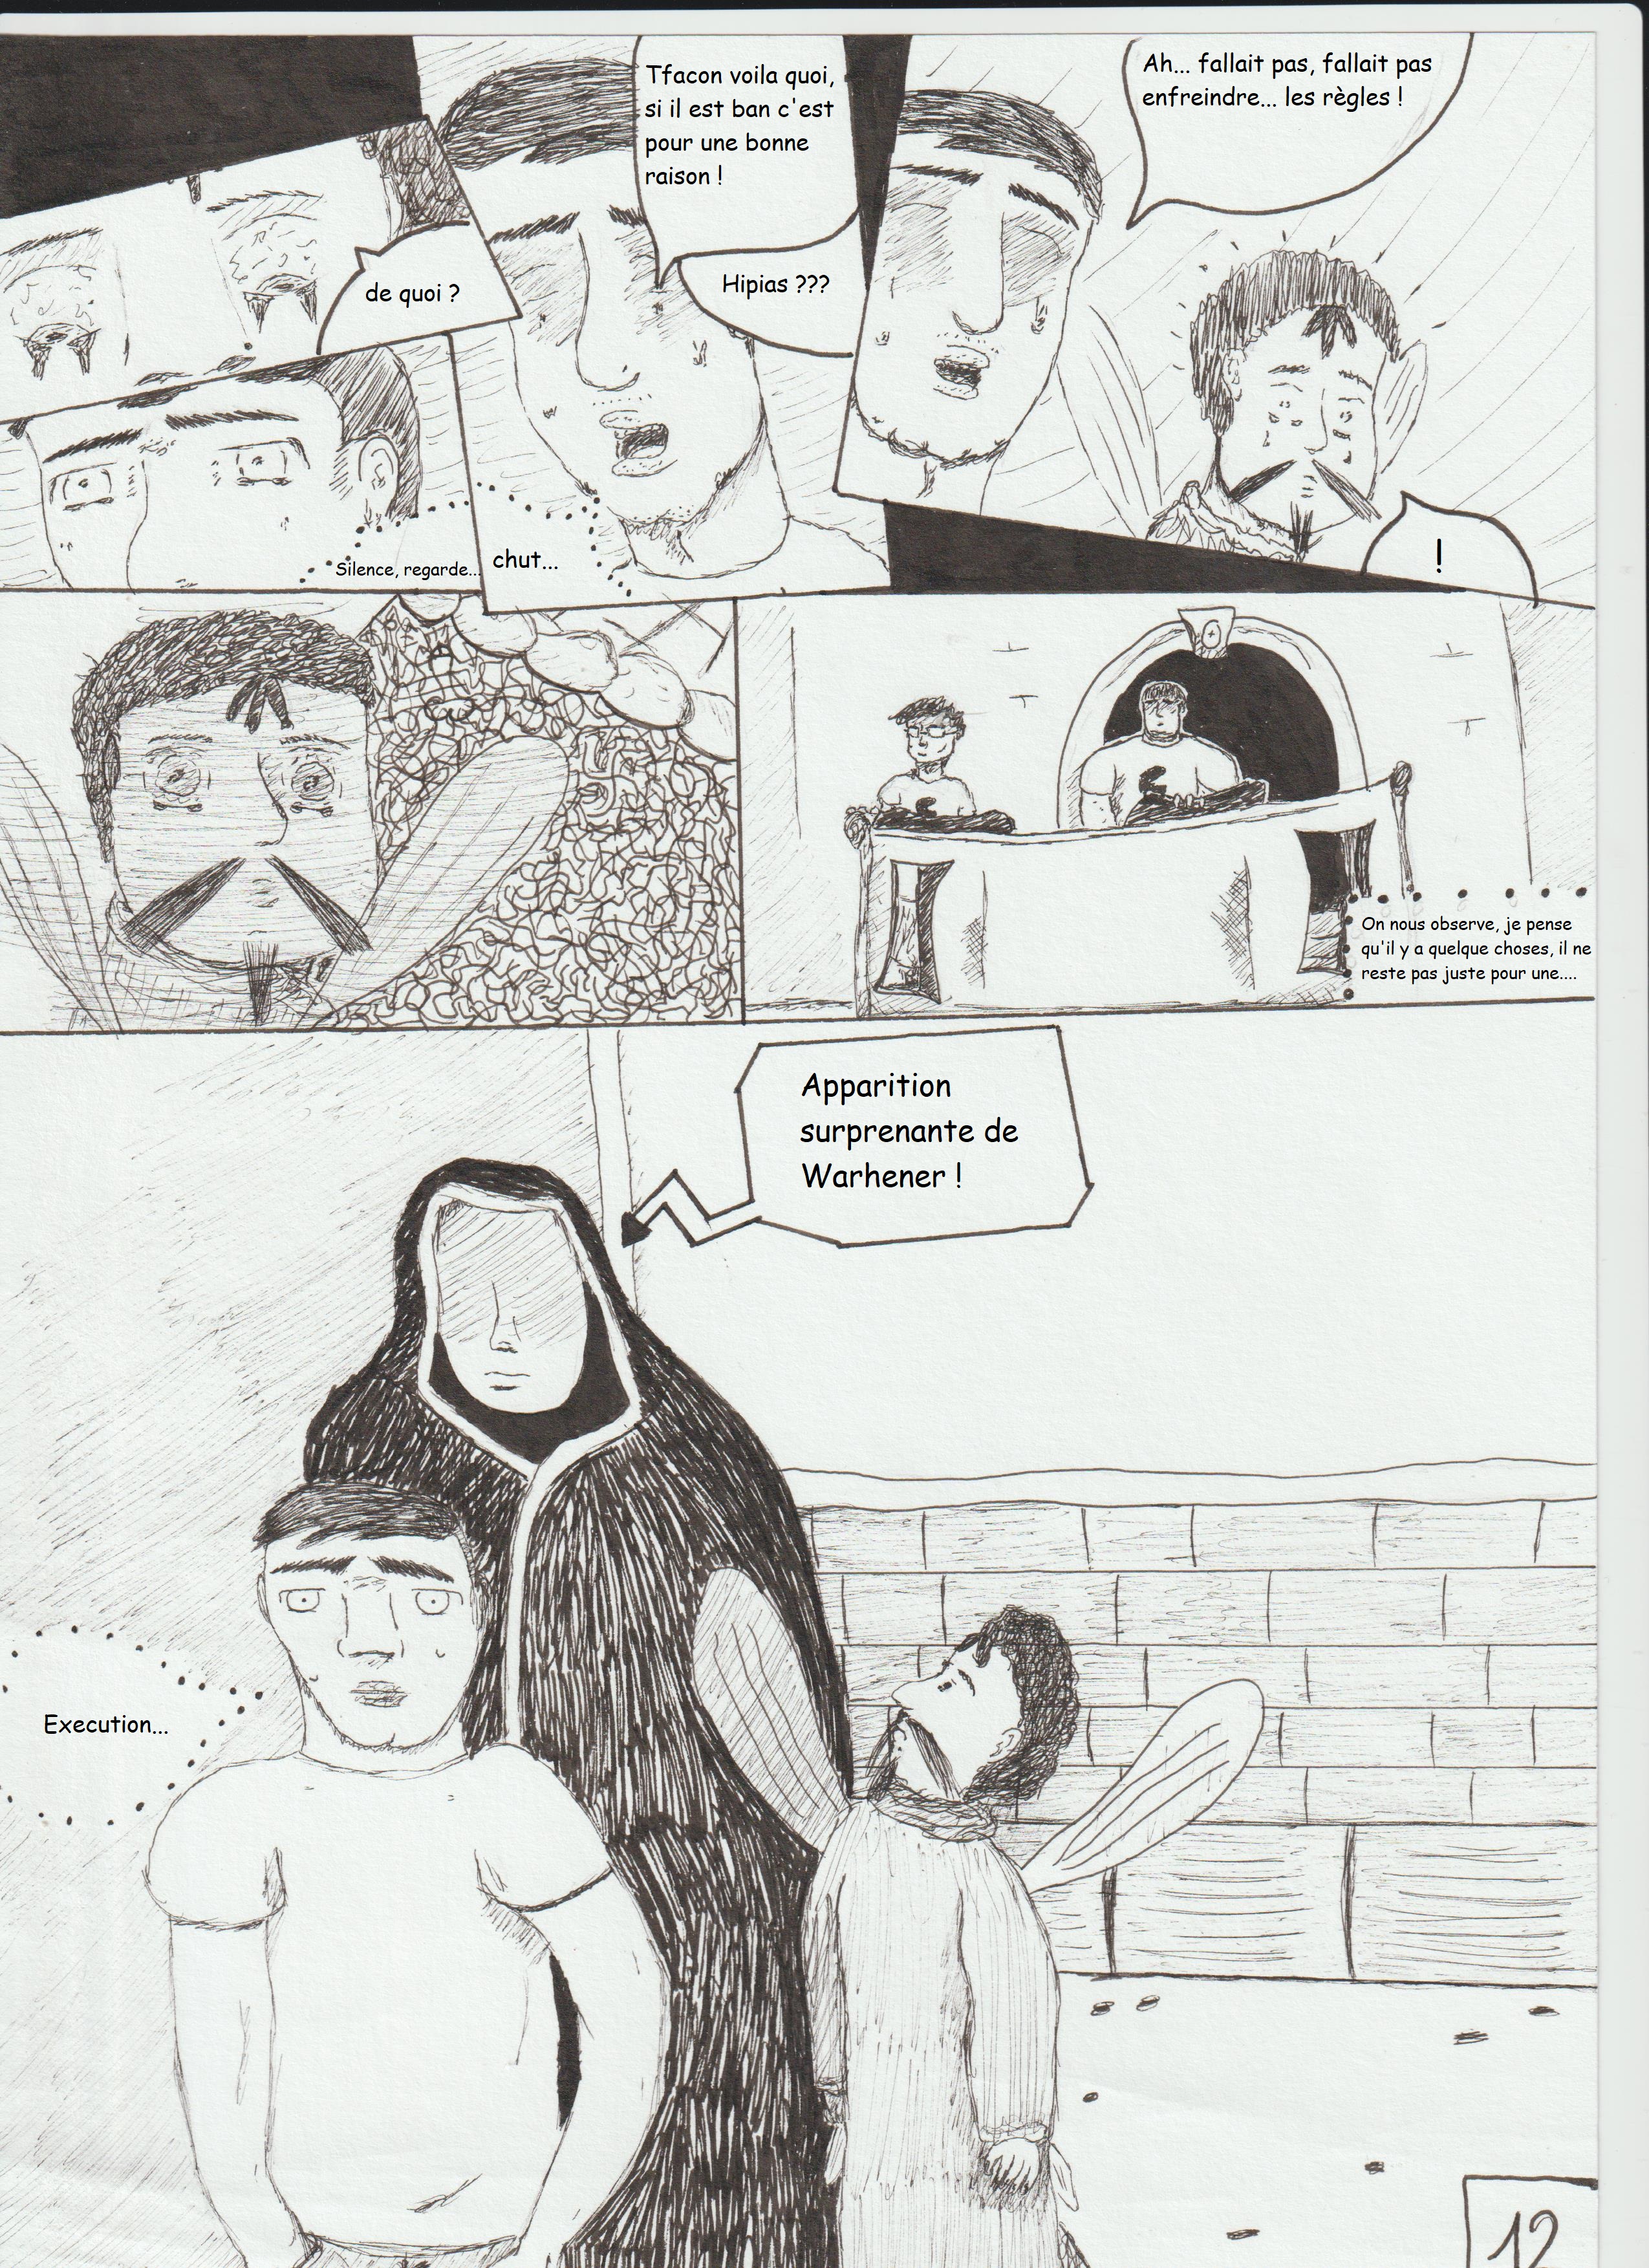 Tfacon voila quoi,
si il est ban c'est
pour une bonne
raison !
Ah... fallait pas, fallait pas
enfreindre... les règles !
de quoi ?
Hipias ???
Silence, regarde...
chut...
!
On nous observe, je pense
qu'il y a quelque choses, il ne
reste pas juste pour une....
Apparition
surprenante de
Warhener !
Execution...
12